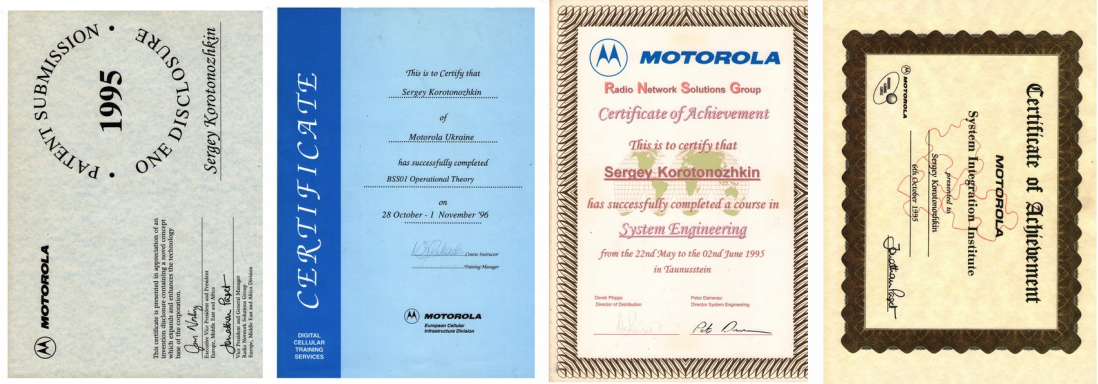 PATENT SUBMISSION • ONE DISCLOSURE •
1995
Sergey Korotonozhkin
This certificate is presented in appreciation of an
invention disclosure containing a novel concept
which expands and enhances the technology
base of the corporation.
Executive Vice President and President
Europe, Middle East and Africa
Jonathan Paget
Vice President and General Manager
Radio Network Solutions Group
Europe, Middle East and Africa Division
MOTOROLA
CERTIFICATE
DIGITAL
CELLULAR
TRAINING
SERVICES
This is to Certify that
Sergey Korotonozhkin
of
Motorola Ukraine
has successfully completed
BSS01 Operational Theory
on
28 October - 1 November '96
Course Instructor
Training Manager
MOTOROLA
European Cellular
Infrastructure Division
MOTOROLA
Radio Network Solutions Group
Certificate of Achievement
This is to certify that
Sergey Korotonozhkin
has successfully completed a course in
System Engineering
from the 22nd May to the 02nd June 1995
in Taunusstein
Derek Phipps
Director of Distribution
Peter Damerau
Director System Engineering
Certificate of Achievement
MOTOROLA
System Integration Institute
presented to
Sergey Korotonozhkin
6th October 1995
Jonathan Paget
MOTOROLA